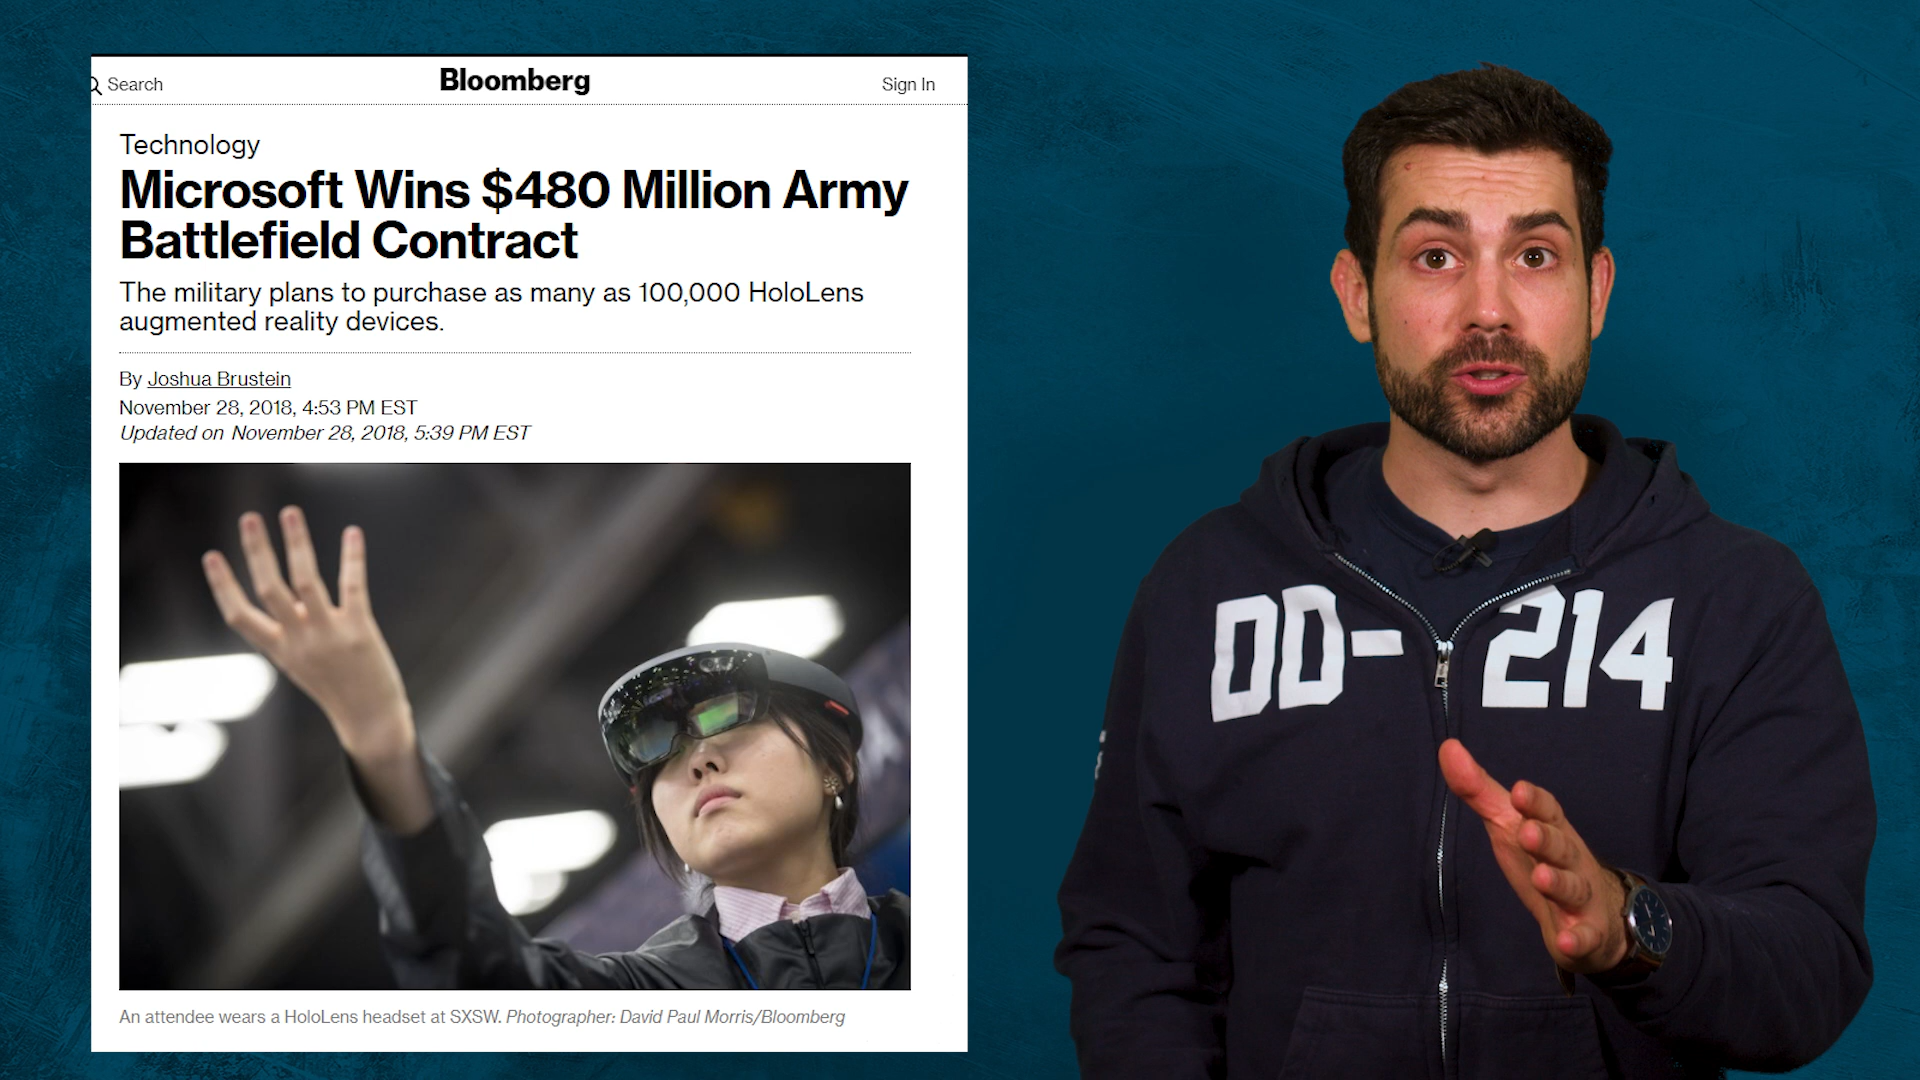 Search
Bloomberg
Sign In
Technology
Microsoft Wins $480 Million Army
Battlefield Contract
The military plans to purchase as many as 100,000 HoloLens
augmented reality devices.
By Joshua Brustein
November 28, 2018, 4:53 PM EST
Updated on November 28, 2018, 5:39 PM EST
An attendee wears a HoloLens headset at SXSW. Photographer: David Paul Morris/Bloomberg
DD-214